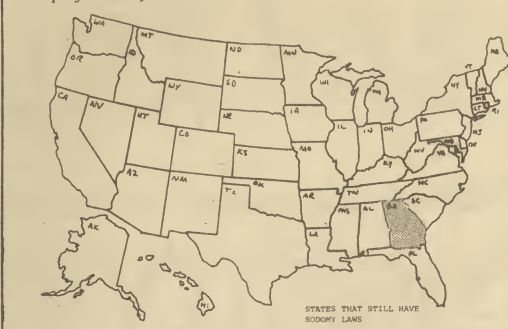 WA
MT
ND
MN
ME
VT
OR
ID
SD
WI
MI
NY
NH
WY
CT
RI
CA
NV
UT
NE
IA
PA
NJ
CO
IL
IN
OH
DE
WV
VA
KS
MO
KY
AZ
NM
OK
TX
AR
TN
NC
SC
AL
GA
LA
FL
AK
HI
STATES THAT STILL HAVE
SODOMY LAWS